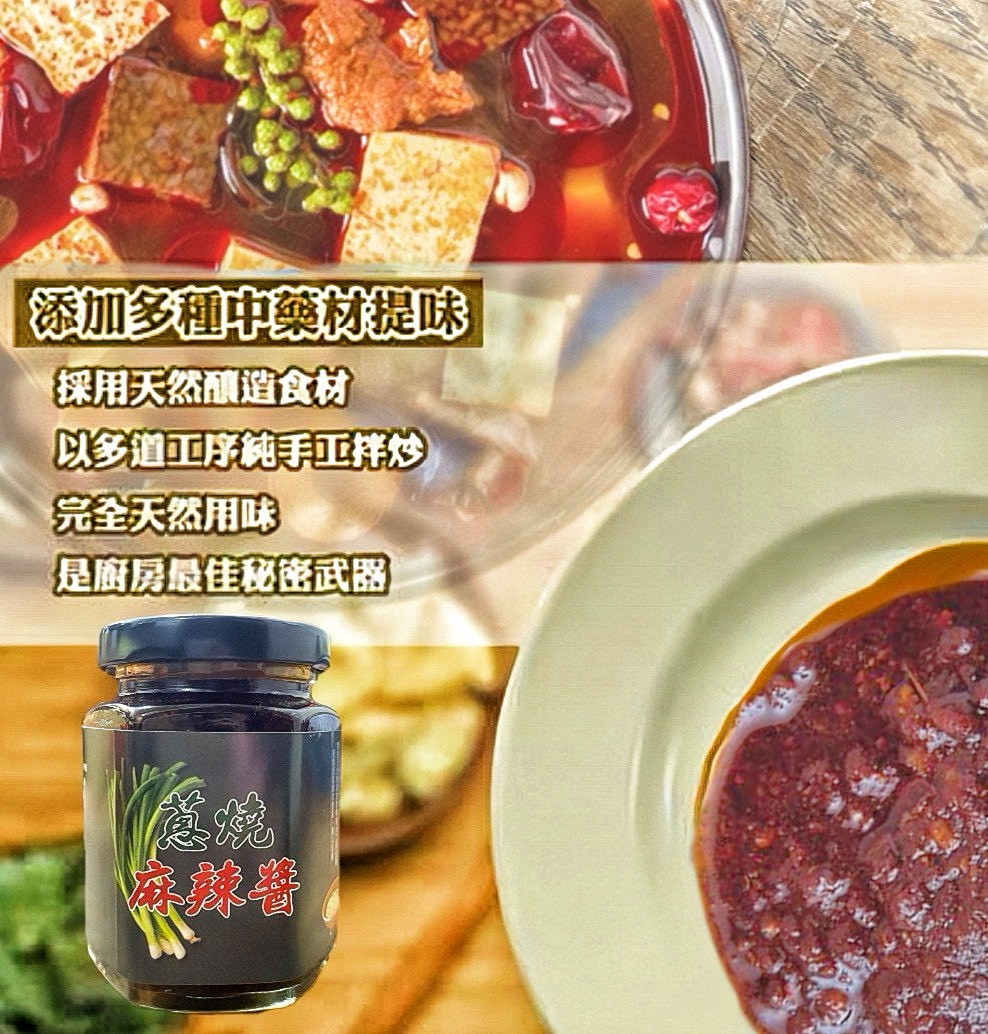 添加多種中藥材提味
採用天然釀造食材
以多道工序純手工拌炒
完全天然用味
是廚房最佳秘密武器
蔥燒
麻辣醬